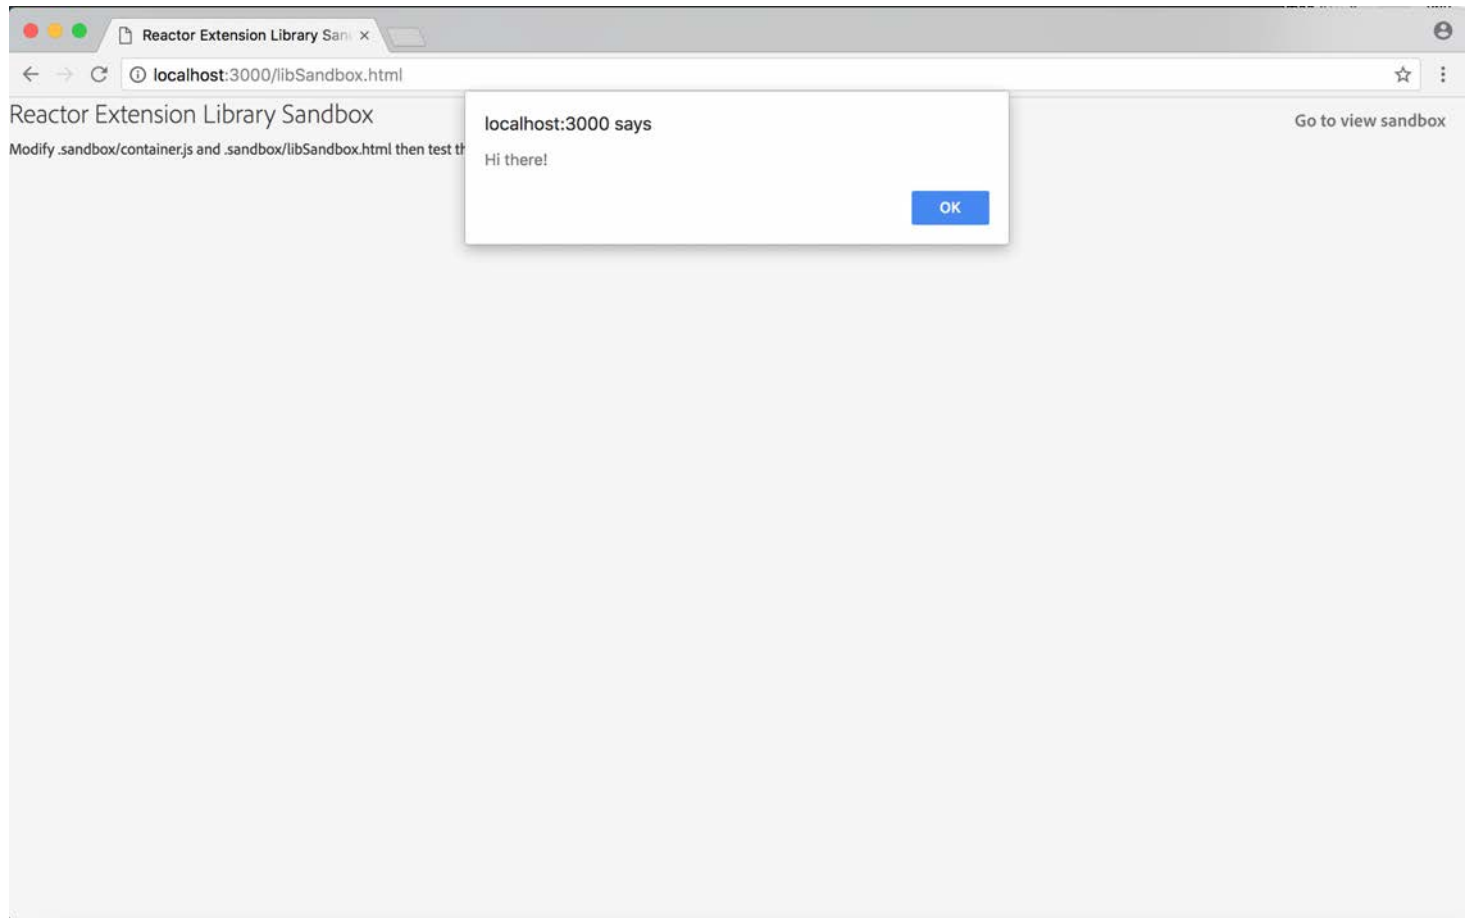 Reactor Extension Library San
localhost:3000/libSandbox.html
Reactor Extension Library Sandbox
Go to view sandbox
Modify .sandbox/container.js and .sandbox/libSandbox.html then test
localhost:3000 says
Hi there!
OK